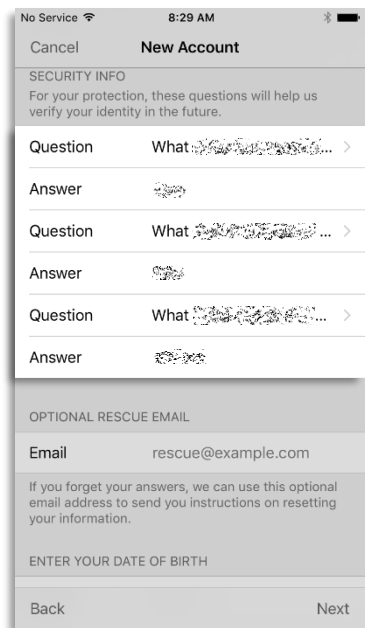 No Service 8:29 AM
Cancel New Account
SECURITY INFO
For your protection, these questions will help us
verify your identity in the future.
Question What ... 
Answer
Question What ...
Answer
Question What ...
Answer
OPTIONAL RESCUE EMAIL
Email rescue@example.com
If you forget your answers, we can use this optional
email address to send you instructions on resetting
your information.
ENTER YOUR DATE OF BIRTH
Back Next